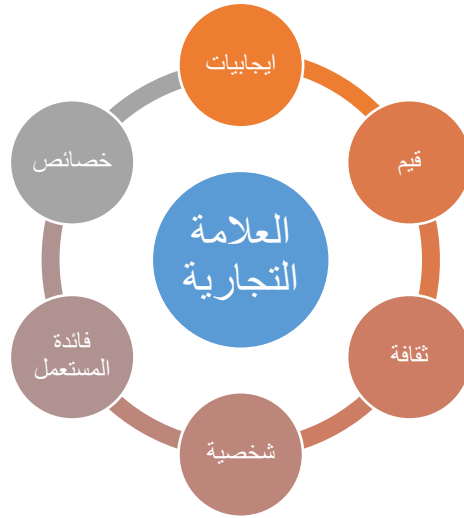 ايجابيات
قيم
ثقافة
شخصية
فائدة
المستعمل
خصائص
العلامة
التجارية